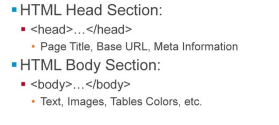 ▪ HTML Head Section:
▪ <head>…</head>
• Page Title, Base URL, Meta Information
▪ HTML Body Section:
▪ <body>…</body>
• Text, Images, Tables Colors, etc.